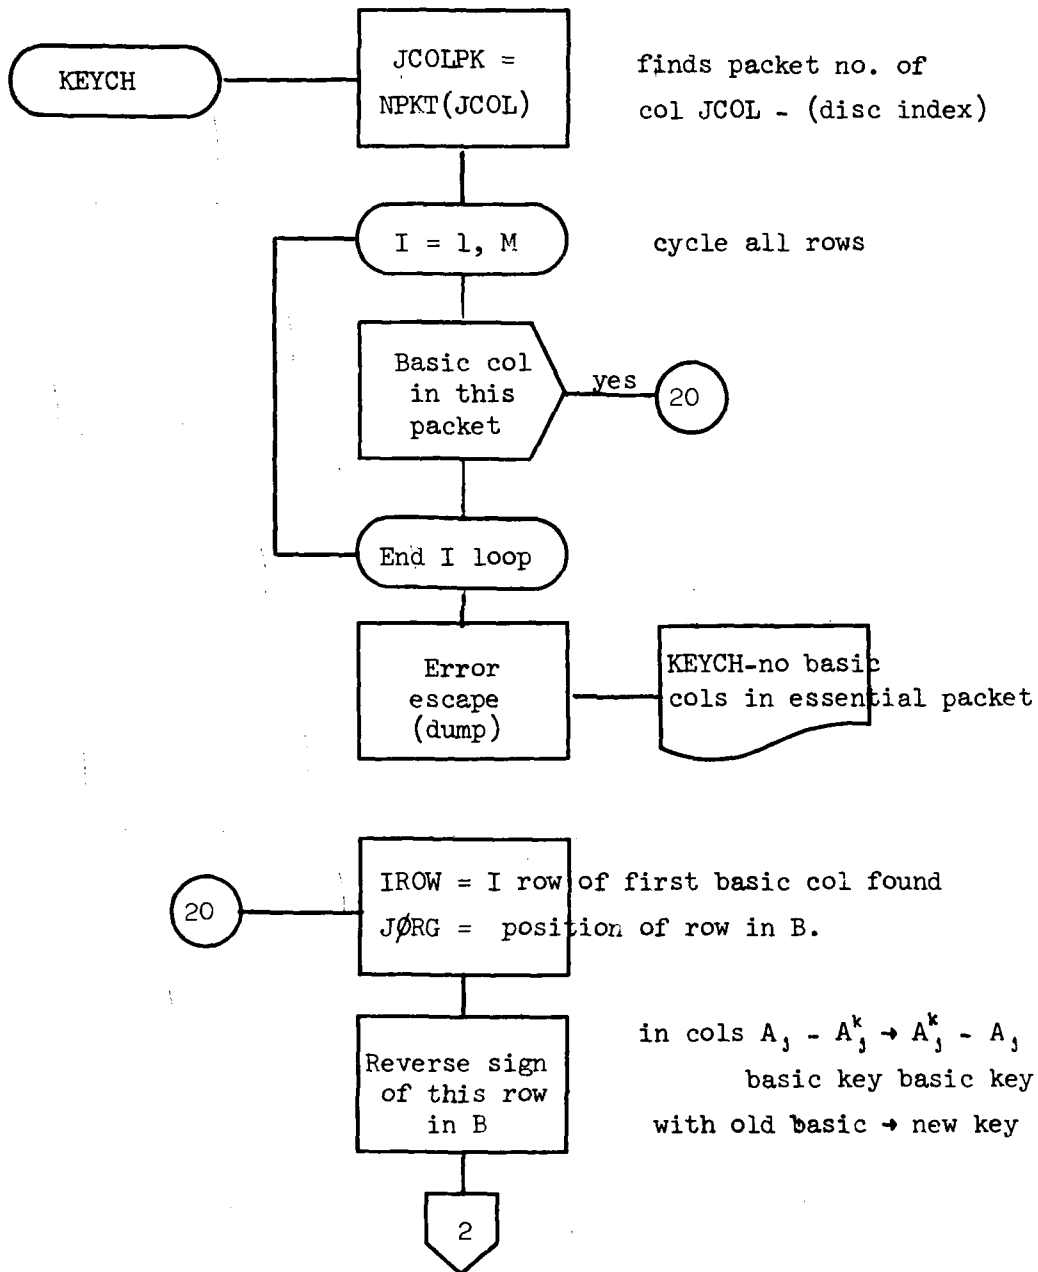 KEYCH
JCOLPK =
NPKT(JCOL)
finds packet no. of
col JCOL - (disc index)
I = 1, M
cycle all rows
Basic col
in this
packet
yes
20
End I loop
Error
escape
(dump)
KEYCH-no basic
cols in essential packet
20
IROW = I row of first basic col found
JØRG = position of row in B.
Reverse sign
of this row
in B
in cols A_j - A_j^k → A_j^k - A_j
basic key basic key
with old basic → new key
2